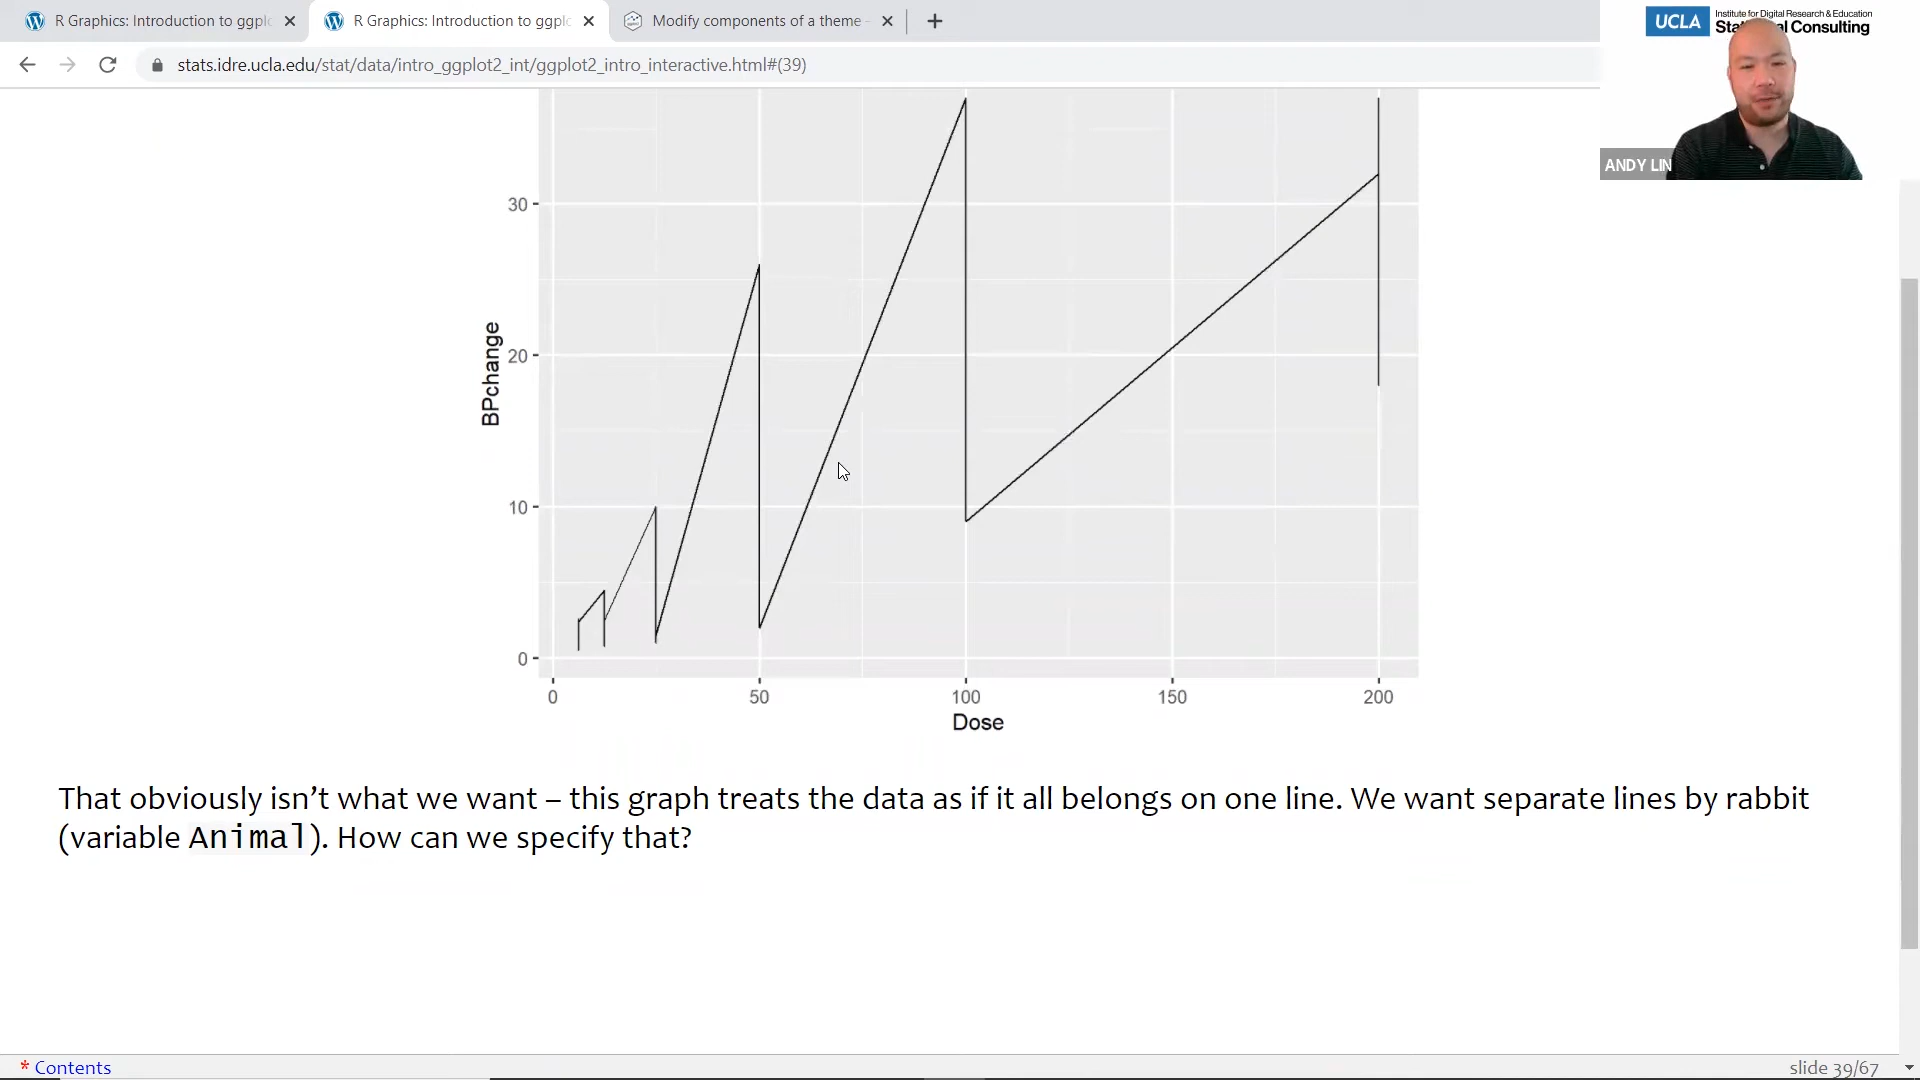 R Graphics: Introduction to ggplo
R Graphics: Introduction to ggplo
Modify components of a theme -
UCLA
Institute for Digital Research & Education
Consulting
stats.idre.ucla.edu/stat/data/intro_ggplot2_int/ggplot2_intro_interactive.html#(39)
ANDY LIN
30
20
10
0
BPchange
0 50 100 150 200
Dose
That obviously isn’t what we want – this graph treats the data as if it all belongs on one line. We want separate lines by rabbit
(variable Animal). How can we specify that?
* Contents
slide 39/67